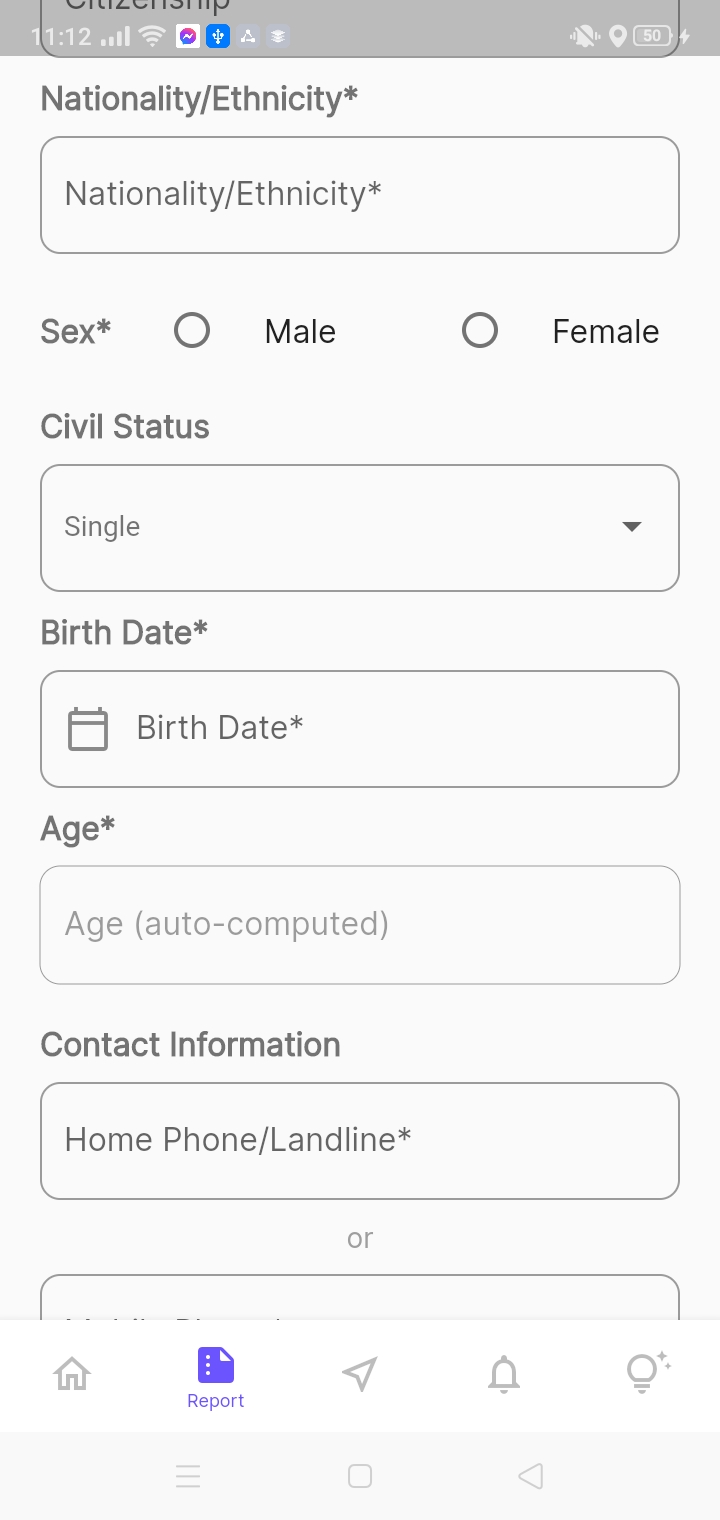 Citizenship
11:12
50
Nationality/Ethnicity*
Nationality/Ethnicity*
Sex* Male Female
Civil Status
Single
Birth Date*
Birth Date*
Age*
Age (auto-computed)
Contact Information
Home Phone/Landline*
or
Report